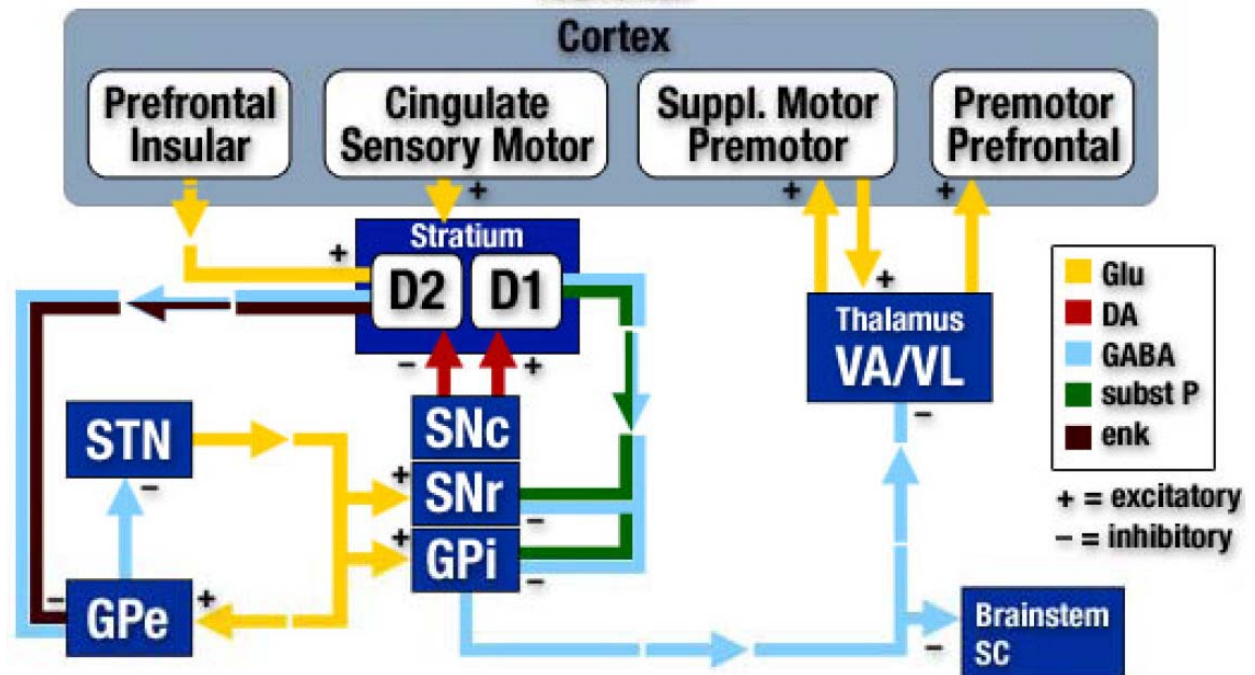 Cortex
Prefrontal
Insular
Cingulate
Sensory Motor
Suppl. Motor
Premotor
Premotor
Prefrontal
+
+
+
+
Stratium
+
D2
D1
Glu
DA
GABA
subst P
enk
+ = excitatory
– = inhibitory
Thalamus
VA/VL
–
–
+
SNc
STN
+
SNr
–
–
+
GPi
–
–
+
GPe
Brainstem
SC
–